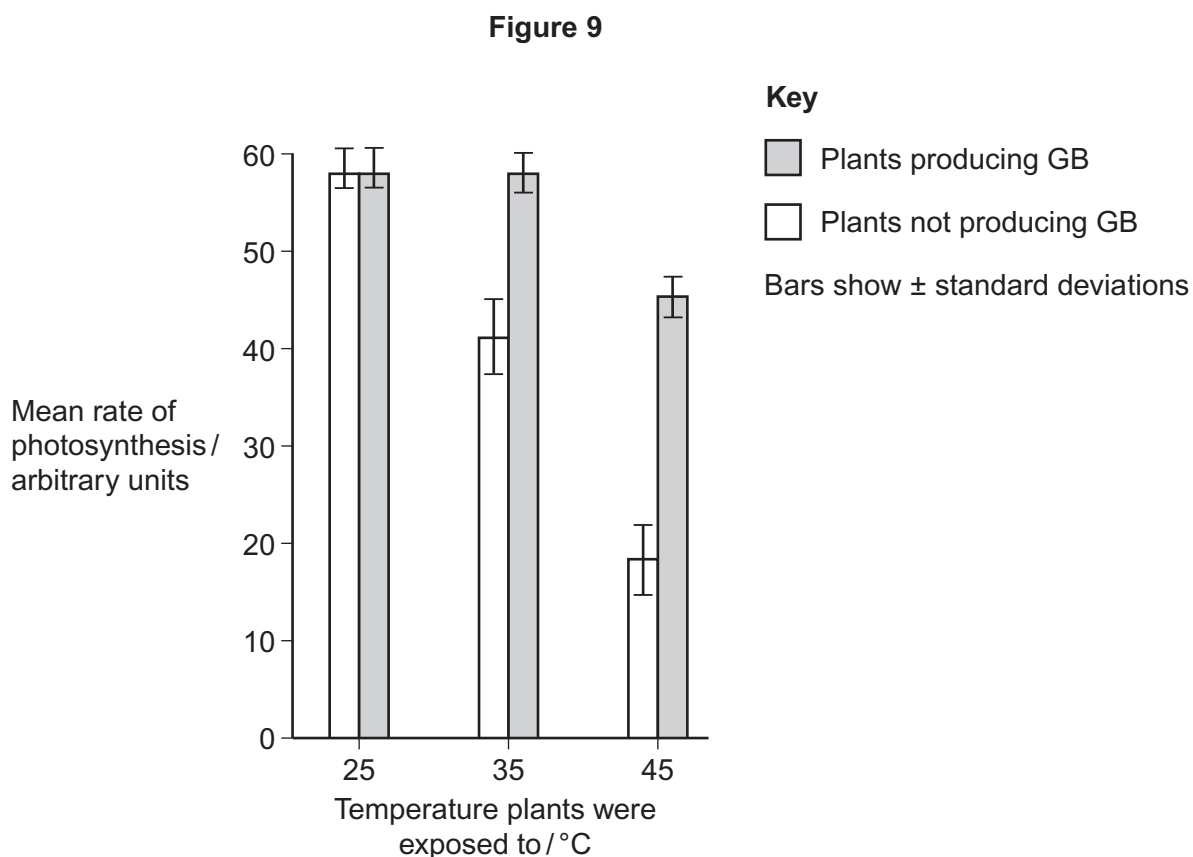 Figure 9
Key
Plants producing GB
Plants not producing GB
Bars show ± standard deviations
60
50
40
30
20
10
0
Mean rate of
photosynthesis /
arbitrary units
25 35 45
Temperature plants were
exposed to / °C